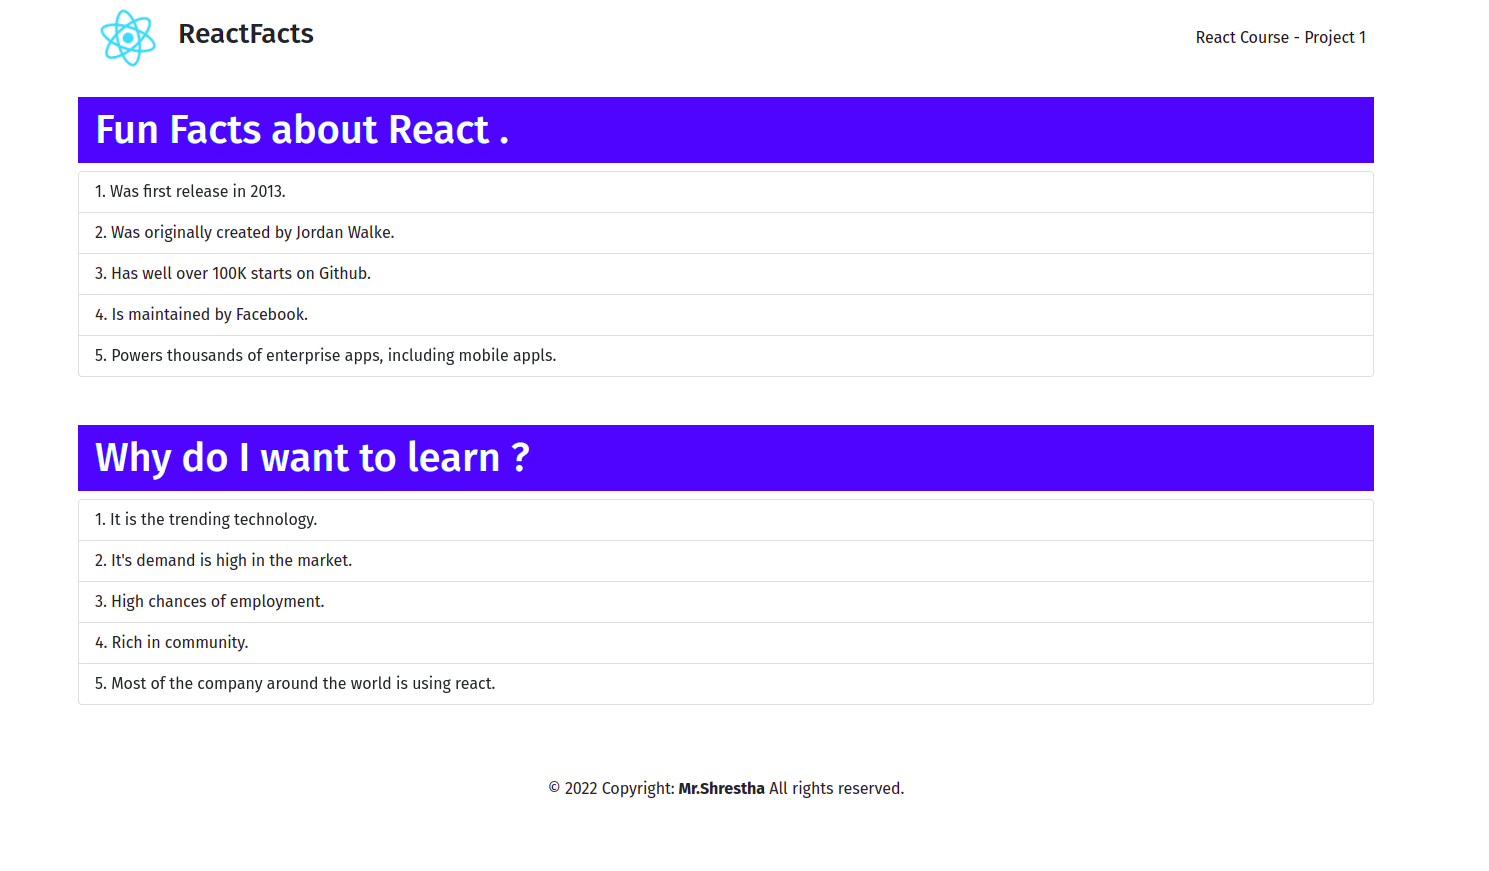 ReactFacts
React Course - Project 1
Fun Facts about React .
1. Was first release in 2013.
2. Was originally created by Jordan Walke.
3. Has well over 100K starts on Github.
4. Is maintained by Facebook.
5. Powers thousands of enterprise apps, including mobile appls.
Why do I want to learn ?
1. It is the trending technology.
2. It's demand is high in the market.
3. High chances of employment.
4. Rich in community.
5. Most of the company around the world is using react.
© 2022 Copyright: Mr.Shrestha All rights reserved.